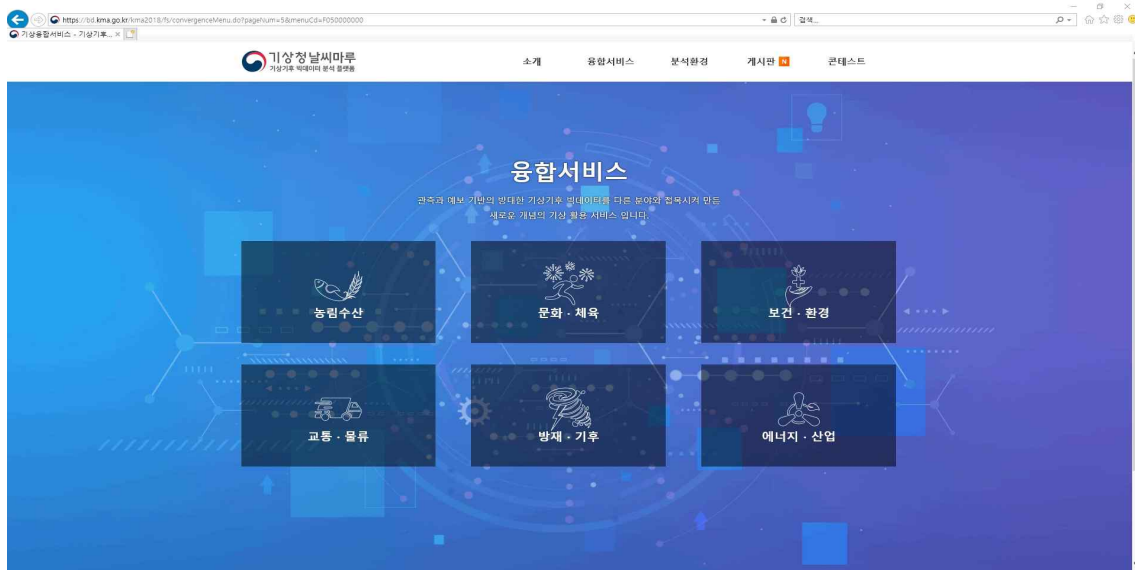 https://bd.kma.go.kr/kma2018/fs/convergenceMenu.do?pageNum=5&menuCd=F050000000
검색...
기상융합서비스 - 기상기후...
기상청날씨마루
기상기후 빅데이터 분석 플랫폼
소개 융합서비스 분석환경 게시판 N 콘테스트
융합서비스
관측과 예보 기반의 방대한 기상기후 빅데이터를 다른 분야와 접목시켜 만든
새로운 개념의 기상 활용 서비스 입니다.
농림수산 문화 · 체육 보건 · 환경
교통 · 물류 방재 · 기후 에너지 · 산업